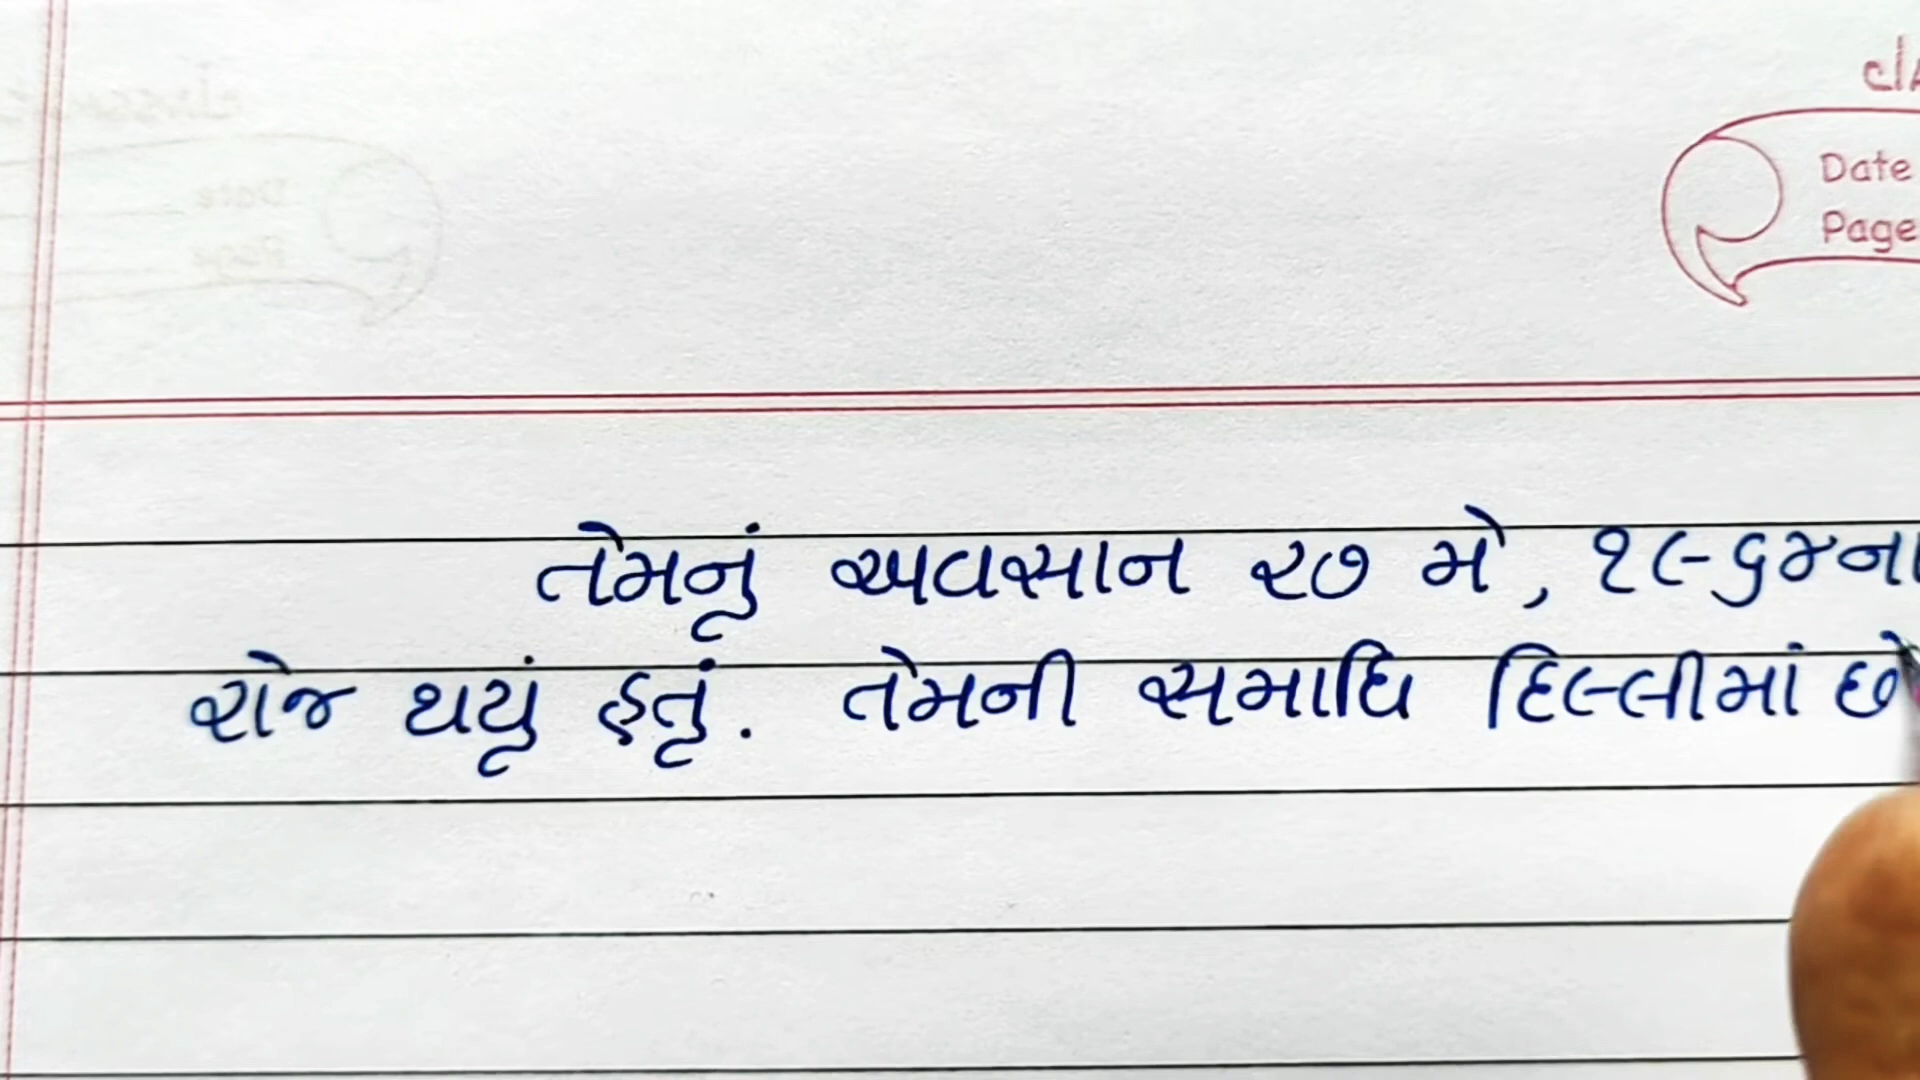 Date
Page
તેમનું અવસાન ૨૭ મે, ૧૯૬૪ના
રોજ થયું હતું. તેમની સમાધિ દિલ્લીમાં છે